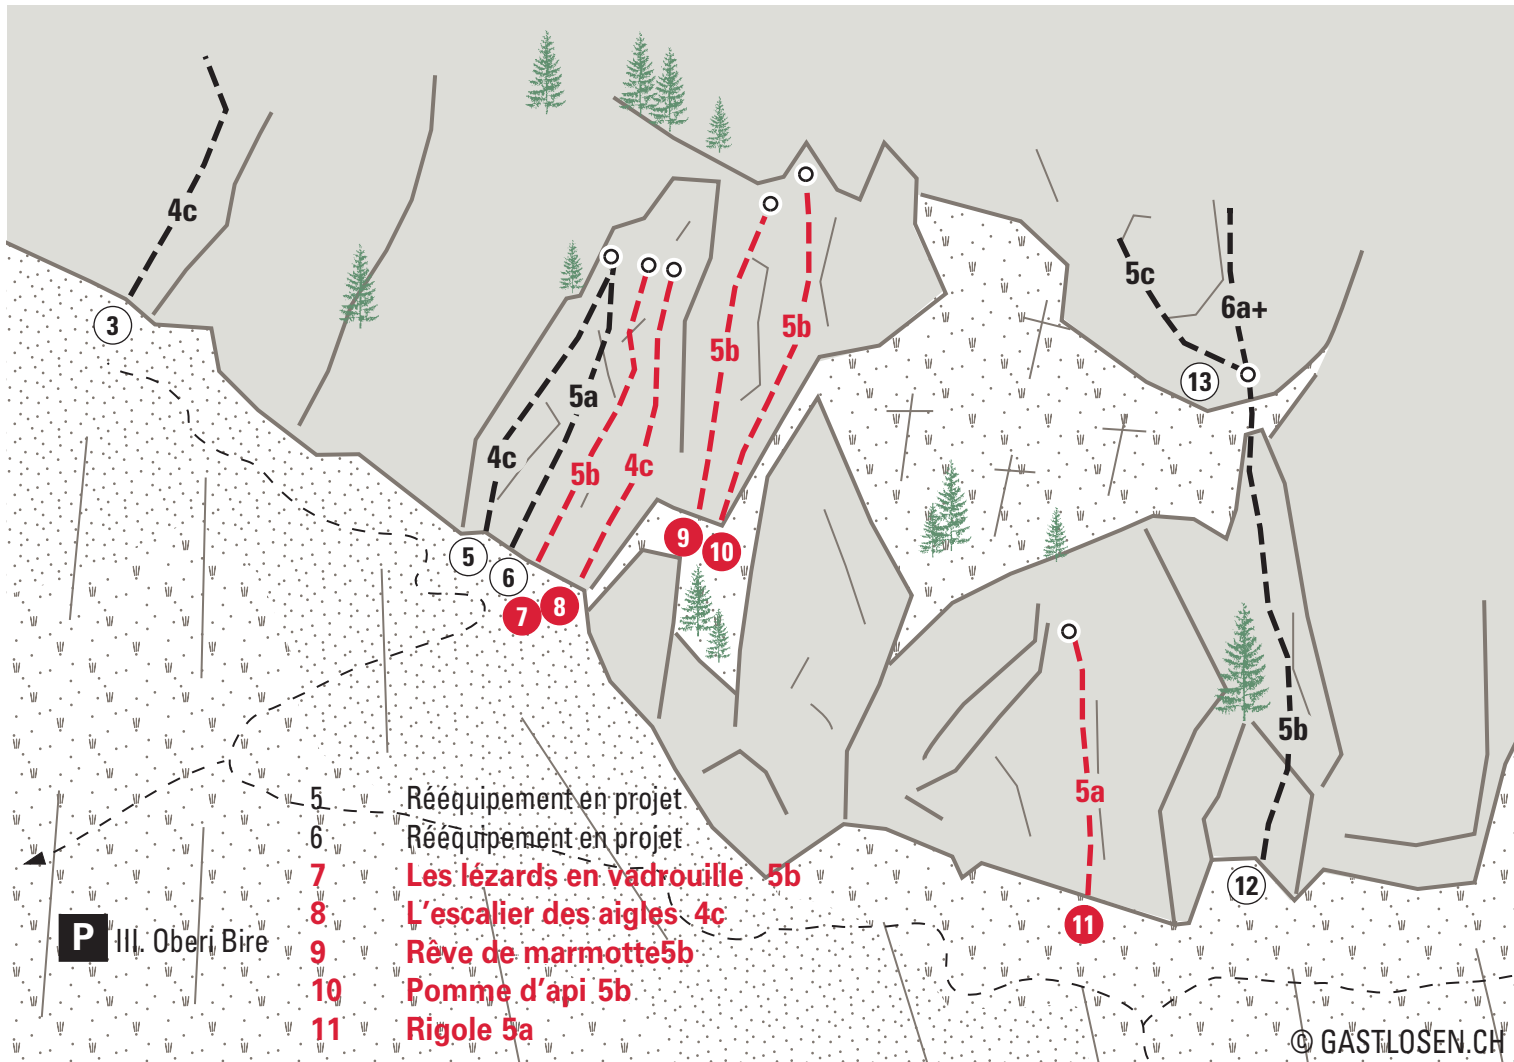 4c
3
5c
6a+
13
5b
5b
5a
4c
5b
4c
5
6
7
8
9
10
5b
5a
12
11
5 Rééquipement en projet
6 Rééquipement en projet
7 Les lézards en vadrouille 5b
8 L'escalier des aigles 4c
9 Rêve de marmotte5b
10 Pomme d'api 5b
11 Rigole 5a
P III. Oberi Bire
© GASTLOSEN.CH